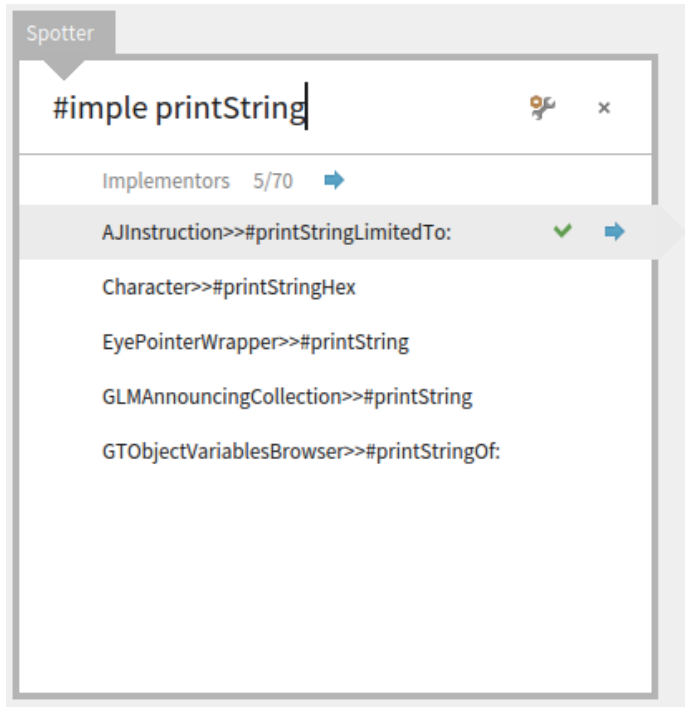 Spotter
#imple printString
Implementors 5/70
AJInstruction>>#printStringLimitedTo:
Character>>#printStringHex
EyePointerWrapper>>#printString
GLMAnnouncingCollection>>#printString
GTObjectVariablesBrowser>>#printStringOf: